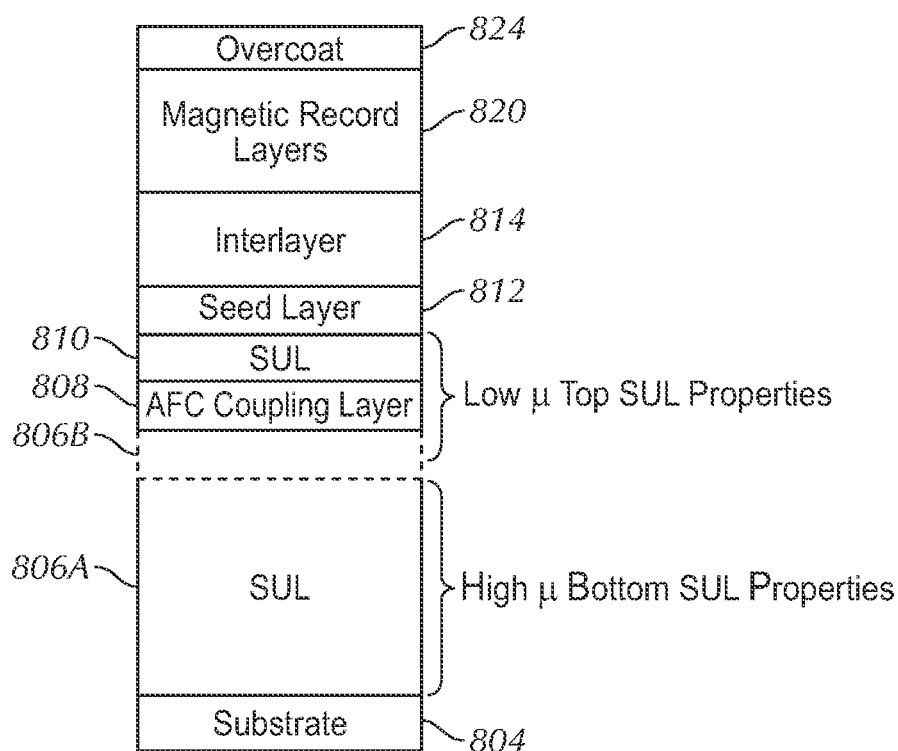 Overcoat
824
Magnetic Record
Layers
820
Interlayer
814
Seed Layer
812
810
SUL
808
AFC Coupling Layer
Low μ Top SUL Properties
806B
806A
SUL
High μ Bottom SUL Properties
Substrate
804